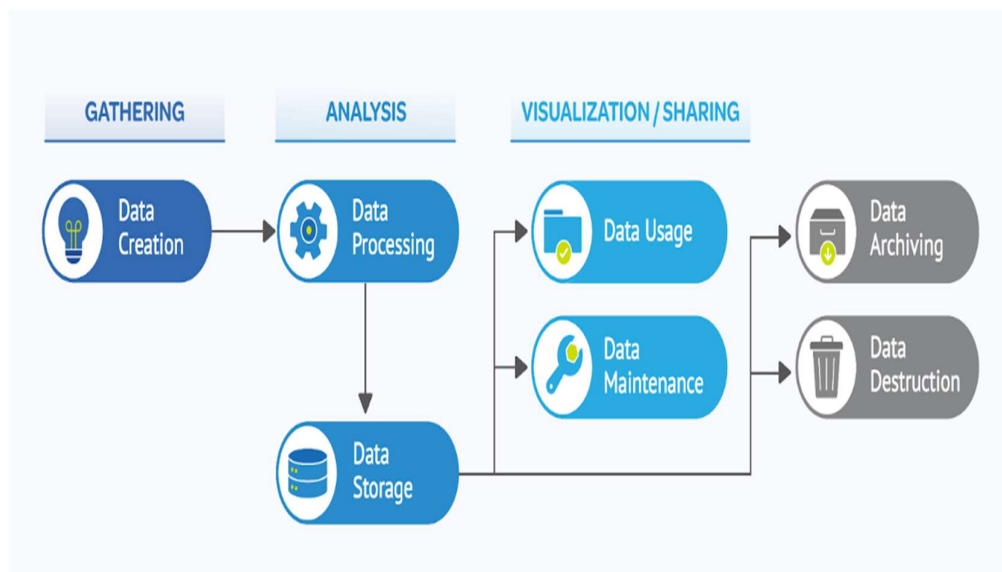 GATHERING
ANALYSIS
VISUALIZATION / SHARING
Data
Creation
Data
Processing
Data Usage
Data
Archiving
Data
Maintenance
Data
Destruction
Data
Storage